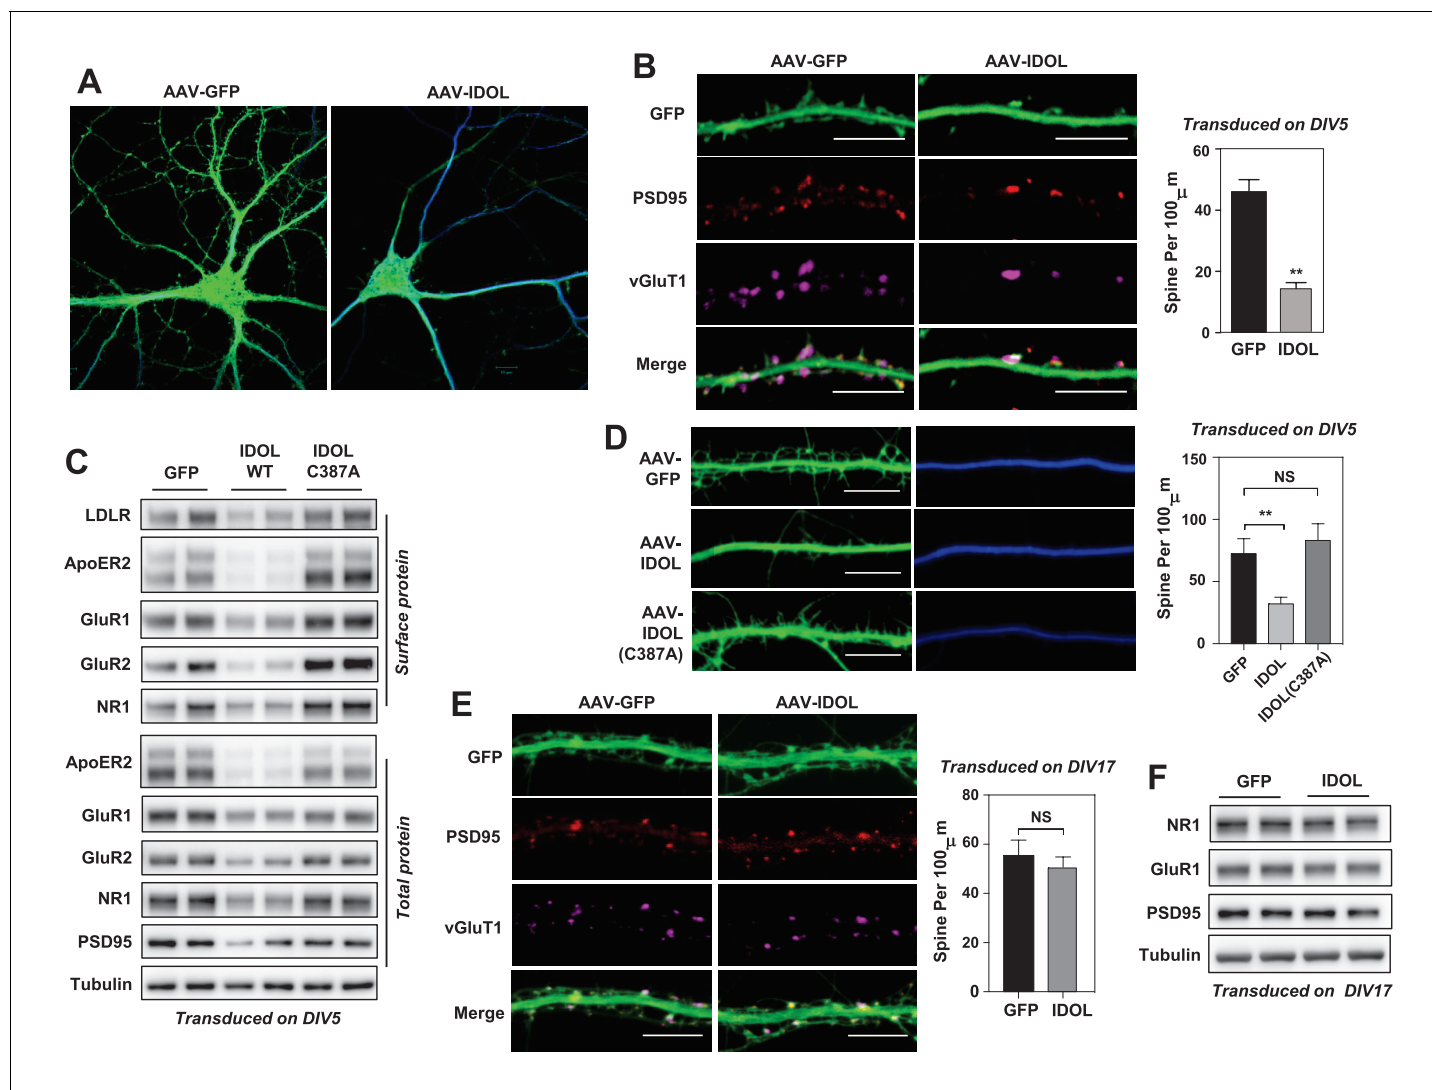 A
AAV-GFP
AAV-IDOL
B
AAV-GFP
AAV-IDOL
GFP
PSD95
vGluT1
Merge
Transduced on DIV5
Spine Per 100 μm
60
40
20
0
**
GFP
IDOL
C
GFP
IDOL
WT
IDOL
C387A
LDLR
ApoER2
GluR1
GluR2
NR1
Surface protein
ApoER2
GluR1
GluR2
NR1
PSD95
Tubulin
Total protein
Transduced on DIV5
D
AAV-
GFP
AAV-
IDOL
AAV-
IDOL
(C387A)
Transduced on DIV5
Spine Per 100 μm
150
100
50
0
NS
**
GFP
IDOL
IDOL(C387A)
E
AAV-GFP
AAV-IDOL
GFP
PSD95
vGluT1
Merge
Transduced on DIV17
Spine Per 100 μm
80
60
40
20
0
NS
GFP
IDOL
F
GFP
IDOL
NR1
GluR1
PSD95
Tubulin
Transduced on DIV17